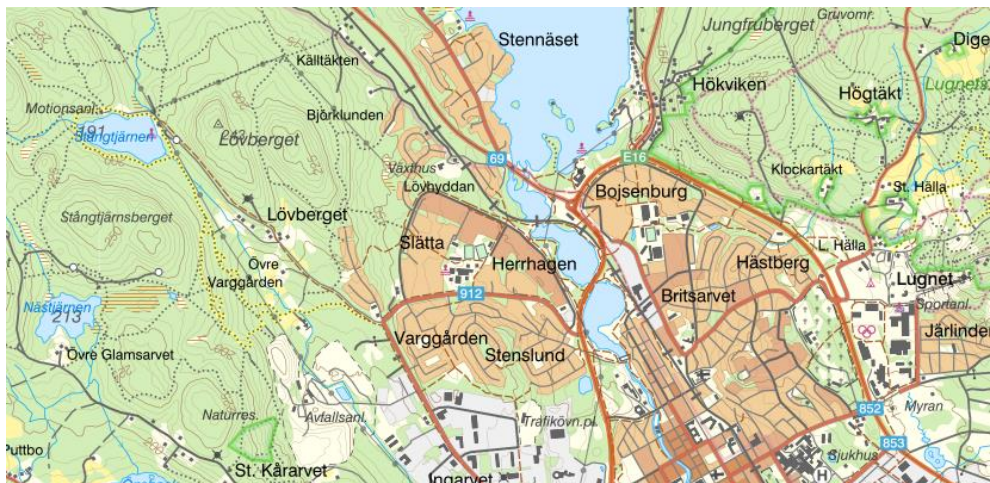 Gruvomr.
Jungfruberget
Stennäset
Dige
Källtäkten
Hökviken
Högtäkt
Lugnets
Motionsanl.
Bjórklunden
191
Stångtjärnen
243
Lövberget
69
E16
Växthus
Klockartäkt
Lövhyddan
Bojsenburg
St. Hälla
Stångtjärnsberget
Lövberget
Slätta
L. Hälla
Övre
Varggården
Herrhagen
Hästberg
Lugnet
912
Britsarvet
Nästjärnen
213
Sportanl.
Varggården
Järlinden
Stenslund
Övre Glamsarvet
Naturres.
Avfallsanl.
Trafikövn.pl.
852
Myran
853
Puttbo
St. Kårarvet
Ingarvet
Sjukhus
H